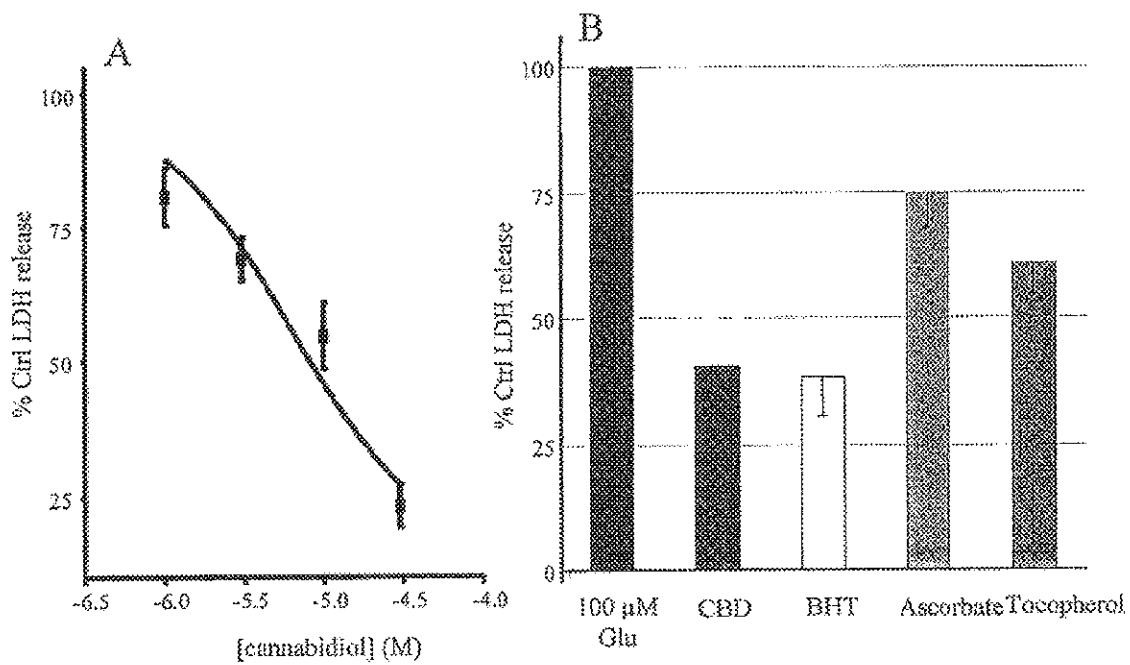 A
% Ctrl LDH release
100
75
50
25
-6.5 -6.0 -5.5 -5.0 -4.5 -4.0
[cannabidiol] (M)
B
% Ctrl LDH release
100
75
50
25
0
100 µM
Glu
CBD
BHT
Ascorbate
Tocopherol